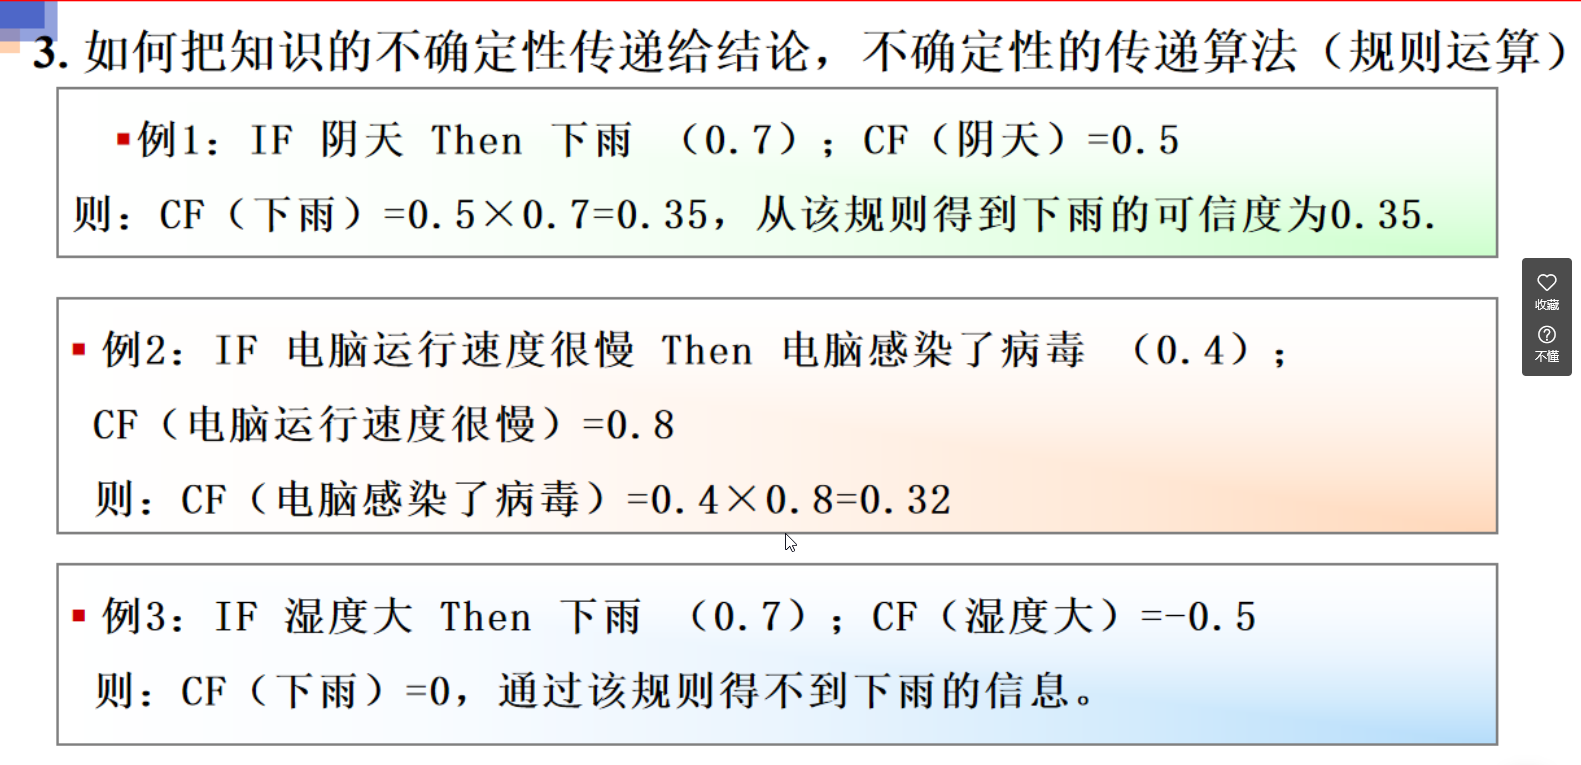 3. 如何把知识的不确定性传递给结论，不确定性的传递算法（规则运算）
▪例1：IF 阴天 Then 下雨 （0.7）；CF（阴天）=0.5
则：CF（下雨）=0.5×0.7=0.35，从该规则得到下雨的可信度为0.35.
▪ 例2：IF 电脑运行速度很慢 Then 电脑感染了病毒 （0.4）；
CF（电脑运行速度很慢）=0.8
则：CF（电脑感染了病毒）=0.4×0.8=0.32
▪ 例3：IF 湿度大 Then 下雨 （0.7）；CF（湿度大）=-0.5
则：CF（下雨）=0，通过该规则得不到下雨的信息。
收藏
不懂